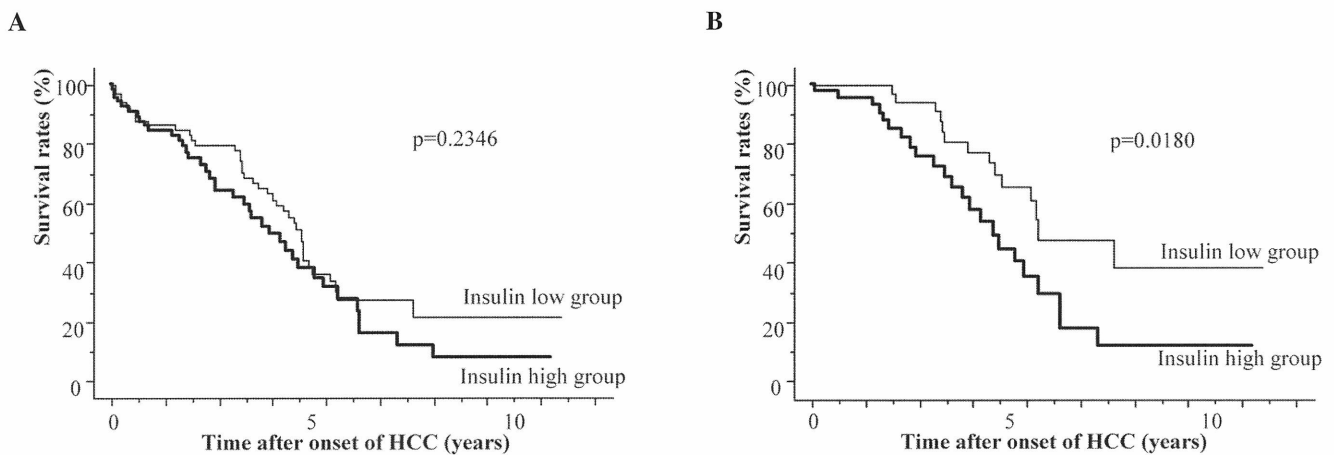 A
Survival rates (%)
100
80
60
40
20
0
p=0.2346
Insulin low group
Insulin high group
0 5 10
Time after onset of HCC (years)
B
Survival rates (%)
100
80
60
40
20
0
p=0.0180
Insulin low group
Insulin high group
0 5 10
Time after onset of HCC (years)